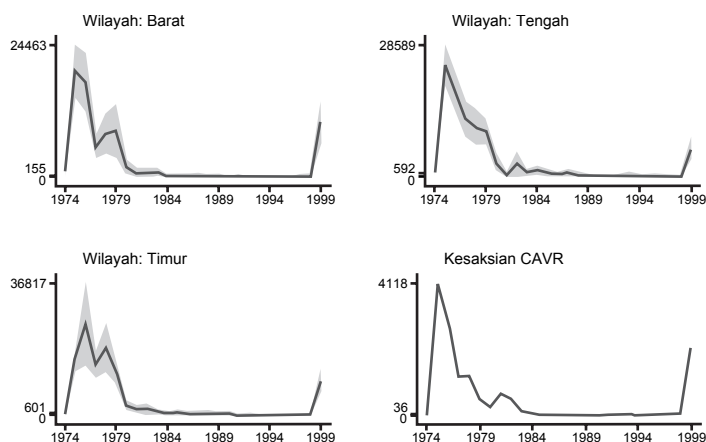 Wilayah: Barat
24463
155
0
1974 1979 1984 1989 1994 1999
Wilayah: Tengah
28589
592
0
1974 1979 1984 1989 1994 1999
Wilayah: Timur
36817
601
0
1974 1979 1984 1989 1994 1999
Kesaksian CAVR
4118
36
0
1974 1979 1984 1989 1994 1999